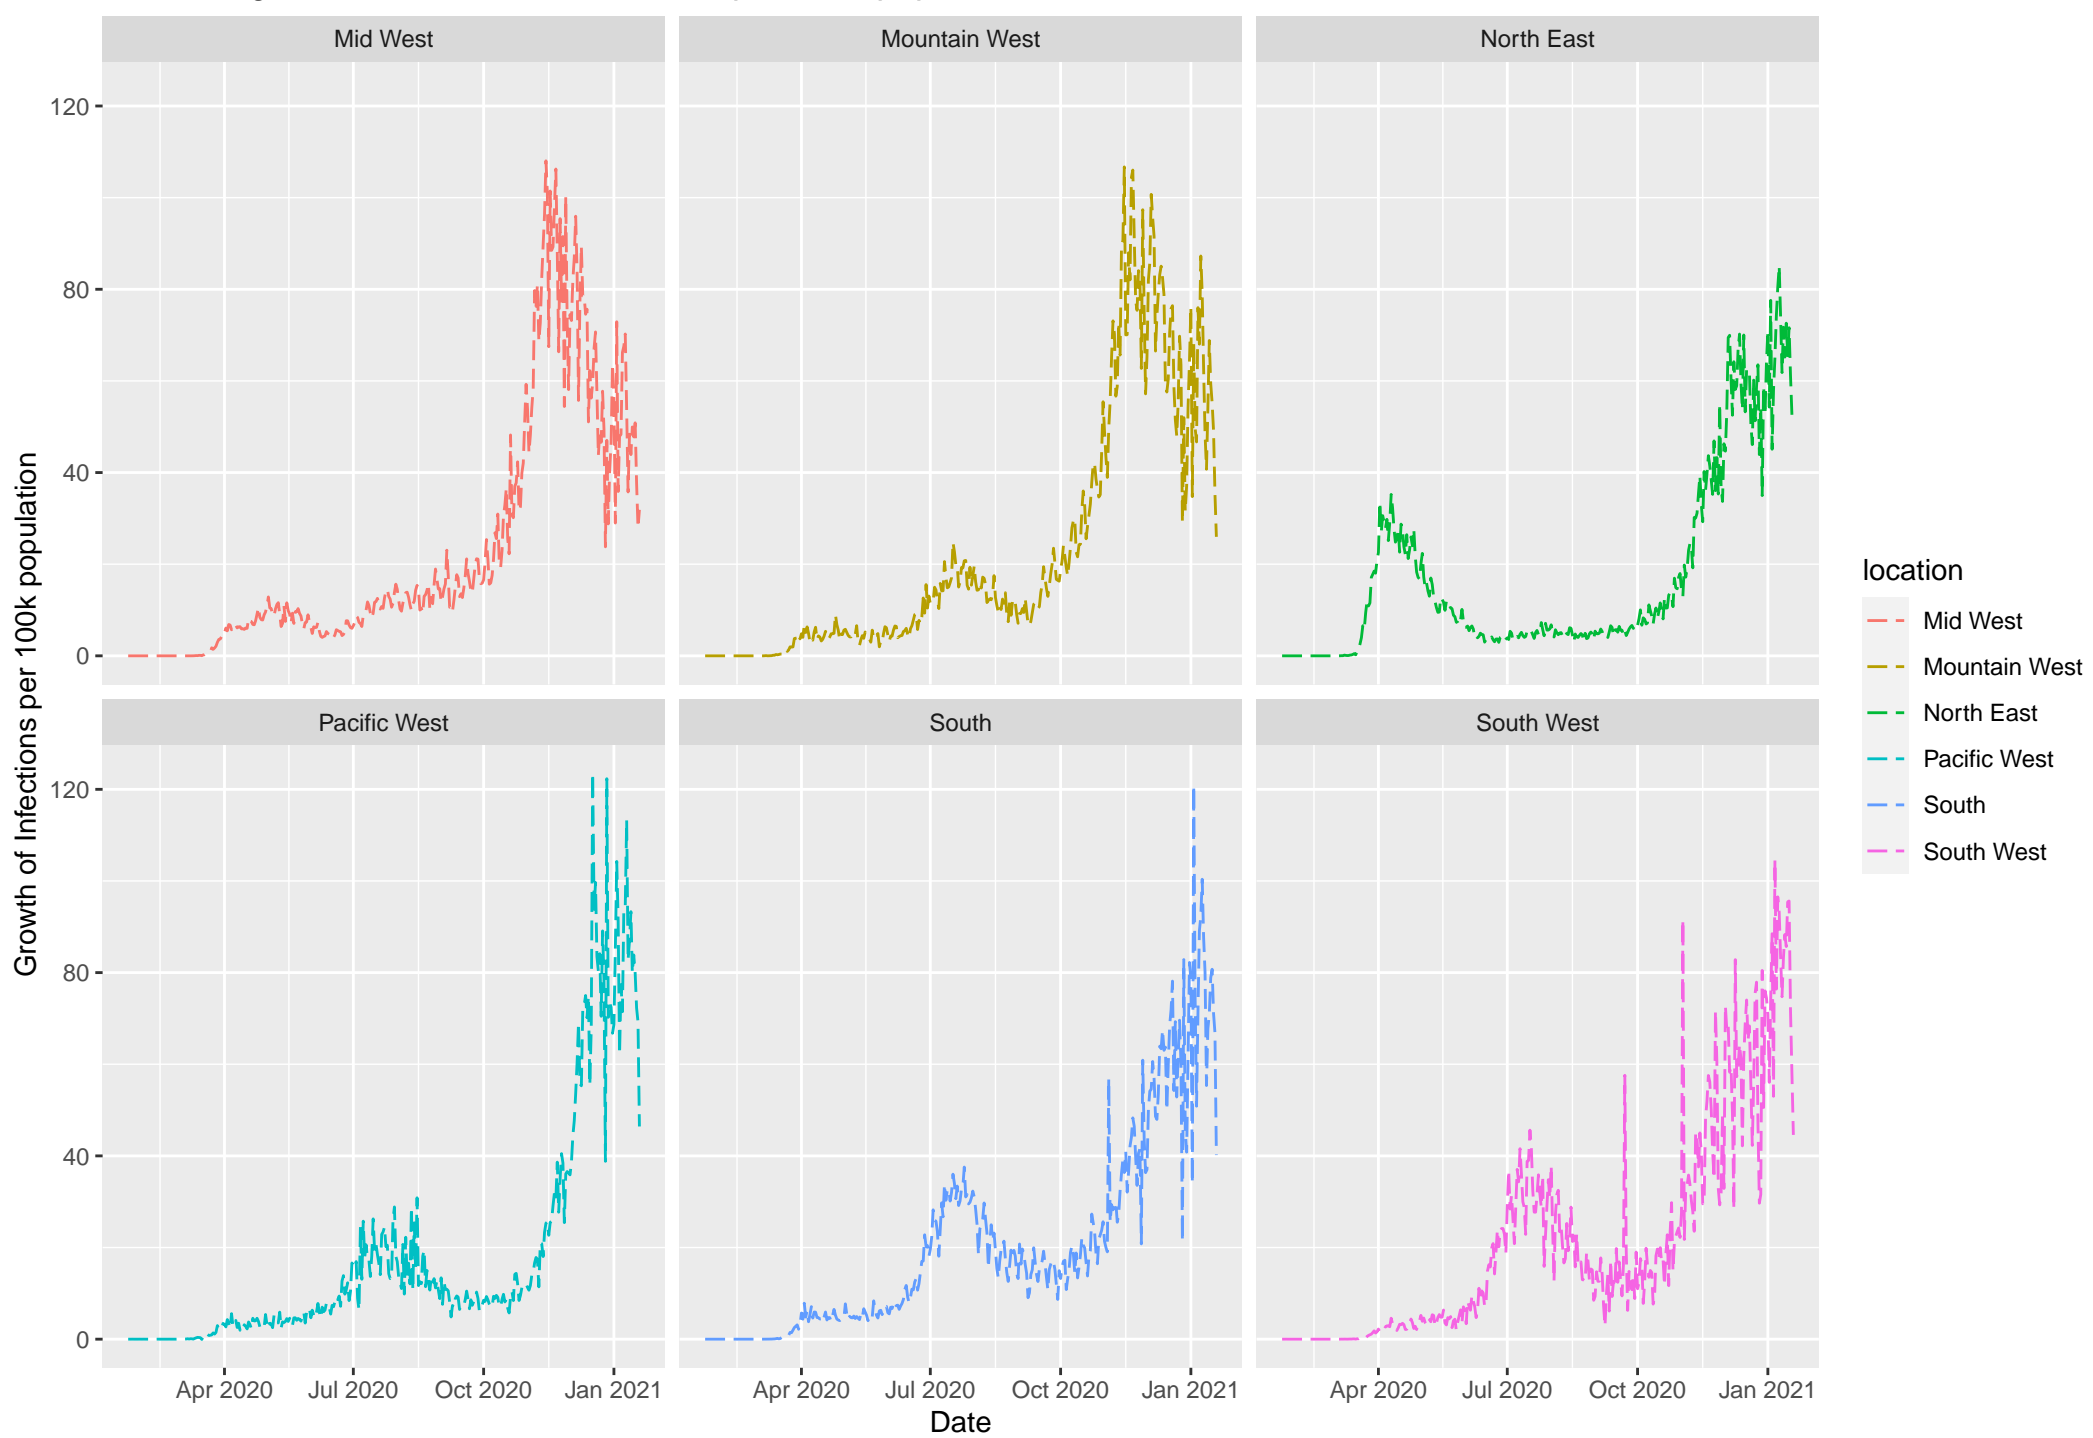 Mid West
Mountain West
North East
120
80
40
0
Pacific West
South
South West
120
80
40
0
Apr 2020
Jul 2020
Oct 2020
Jan 2021
Apr 2020
Jul 2020
Oct 2020
Jan 2021
Apr 2020
Jul 2020
Oct 2020
Jan 2021
Date
Growth of Infections per 100k population
location
Mid West
Mountain West
North East
Pacific West
South
South West